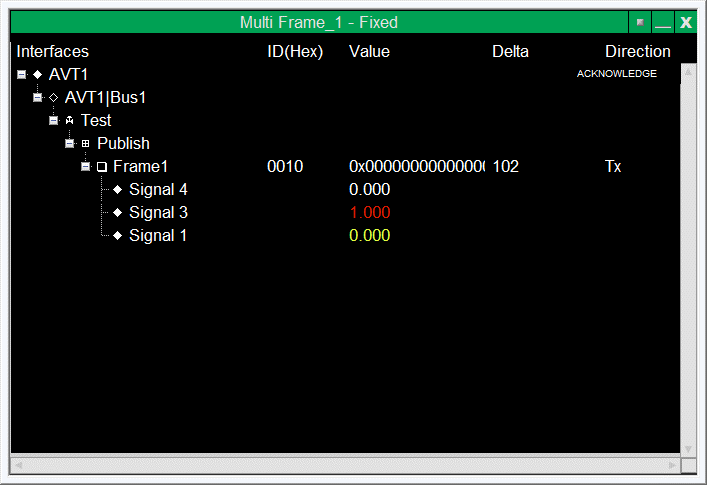 Multi Frame_1 - Fixed
Interfaces ID(Hex) Value Delta Direction
AVT1 ACKNOWLEDGE
AVT1|Bus1
Test
Publish
Frame1 0010 0x0000000000000 102 Tx
Signal 4 0.000
Signal 3 1.000
Signal 1 0.000